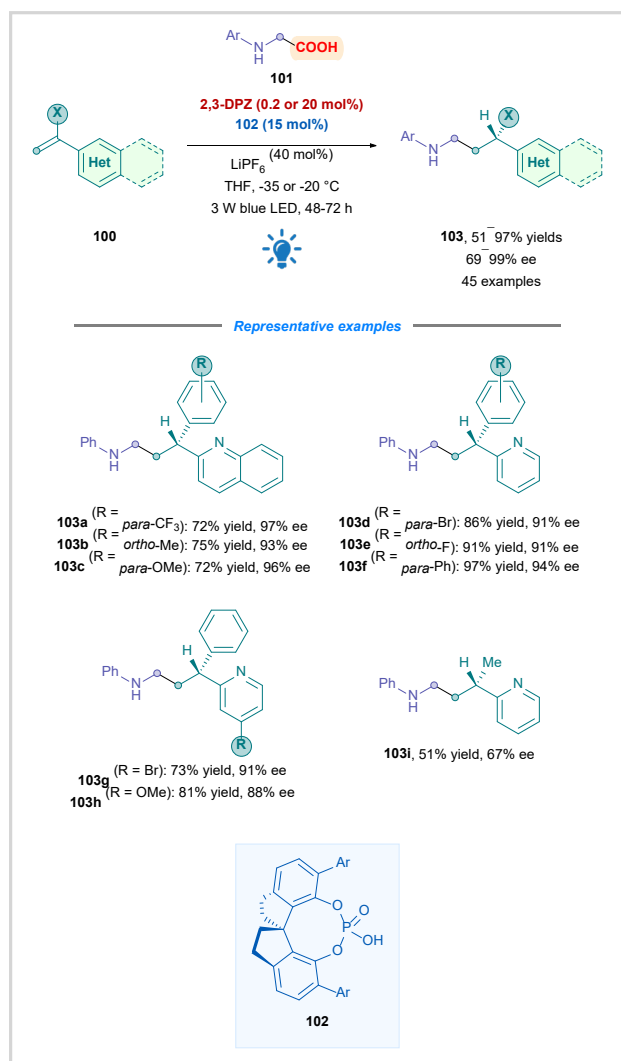 Ar
N
H
COOH
101
2,3-DPZ (0.2 or 20 mol%)
102 (15 mol%)
LiPF6 (40 mol%)
THF, -35 or -20 °C
3 W blue LED, 48-72 h
X
Het
100
Ar
N
H
H
X
Het
103, 51–97% yields
69–99% ee
45 examples
Representative examples
R
H
Ph
N
H
N
103a (R = para-CF3): 72% yield, 97% ee
103b (R = ortho-Me): 75% yield, 93% ee
103c (R = para-OMe): 72% yield, 96% ee
R
H
Ph
N
H
N
103d (R = para-Br): 86% yield, 91% ee
103e (R = ortho-F): 91% yield, 91% ee
103f (R = para-Ph): 97% yield, 94% ee
H
Ph
N
H
N
R
103g (R = Br): 73% yield, 91% ee
103h (R = OMe): 81% yield, 88% ee
H Me
Ph
N
H
N
103i, 51% yield, 67% ee
Ar
O
O
P
OH
O
Ar
102